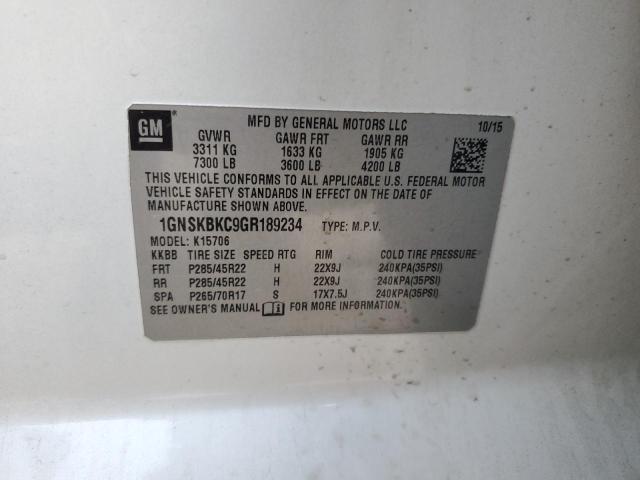 GM
MFD BY GENERAL MOTORS LLC 10/15
GVWR GAWR FRT GAWR RR
3311 KG 1633 KG 1905 KG
7300 LB 3600 LB 4200 LB
THIS VEHICLE CONFORMS TO ALL APPLICABLE U.S. FEDERAL MOTOR
VEHICLE SAFETY STANDARDS IN EFFECT ON THE DATE OF
MANUFACTURE SHOWN ABOVE.
1GNSKBKC9GR189234 TYPE: M.P.V.
MODEL: K15706
KKBB TIRE SIZE SPEED RTG RIM COLD TIRE PRESSURE
FRT P285/45R22 H 22X9J 240KPA(35PSI)
RR P285/45R22 H 22X9J 240KPA(35PSI)
SPA P265/70R17 S 17X7.5J 240KPA(35PSI)
SEE OWNER'S MANUAL FOR MORE INFORMATION.